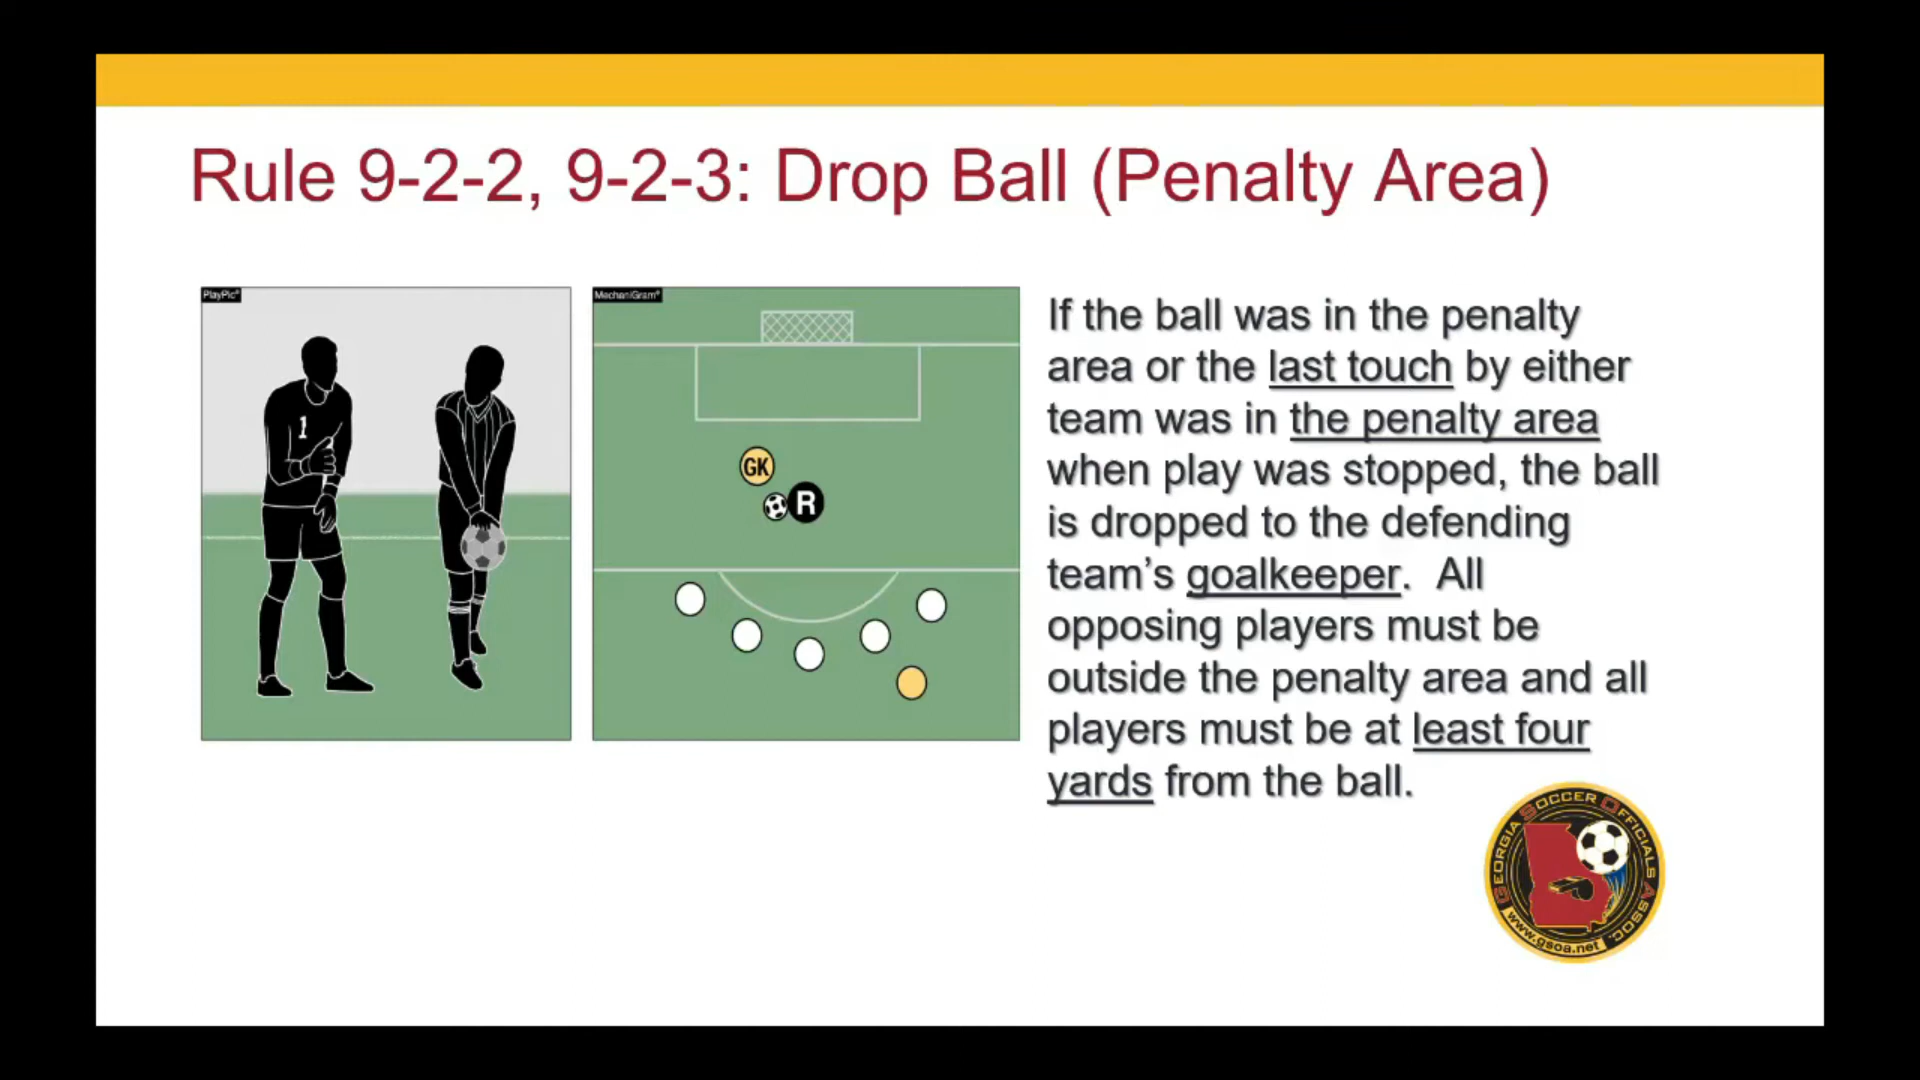 Rule 9-2-2, 9-2-3: Drop Ball (Penalty Area)
PlayPic®
1
MechaniGram®
GK
R
If the ball was in the penalty
area or the last touch by either
team was in the penalty area
when play was stopped, the ball
is dropped to the defending
team’s goalkeeper. All
opposing players must be
outside the penalty area and all
players must be at least four
yards from the ball.
GEORGIA SOCCER OFFICIALS ASSOC.
www.gsoa.net